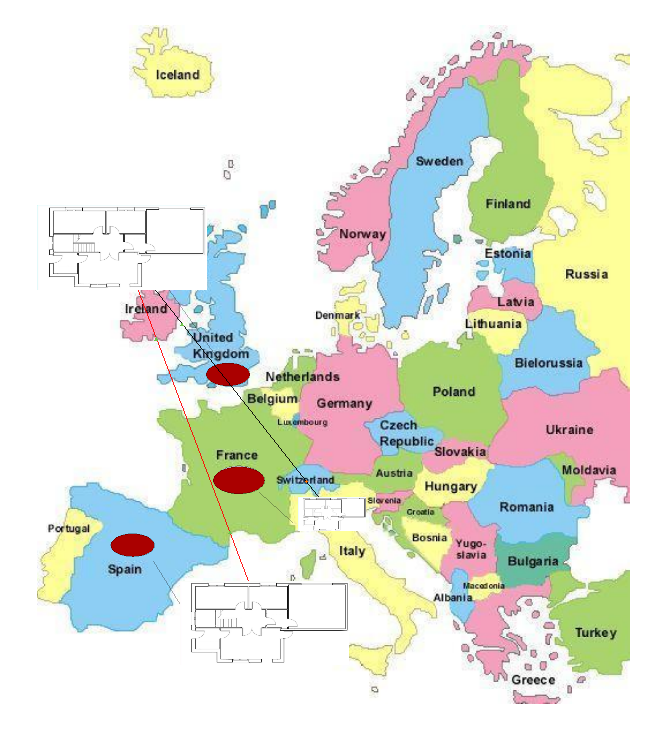 Iceland
Sweden
Finland
Norway
Estonia
Russia
Latvia
Ireland
Denmark
Lithuania
United
Kingdom
Bielorussia
Netherlands
Belgium
Germany
Poland
Luxembourg
Czech
Republic
Ukraine
France
Slovakia
Moldavia
Switzerland
Austria
Hungary
Slovenia
Romania
Croatia
Portugal
Bosnia
Italy
Yugo-
slavia
Bulgaria
Spain
Macedonia
Albania
Turkey
Greece